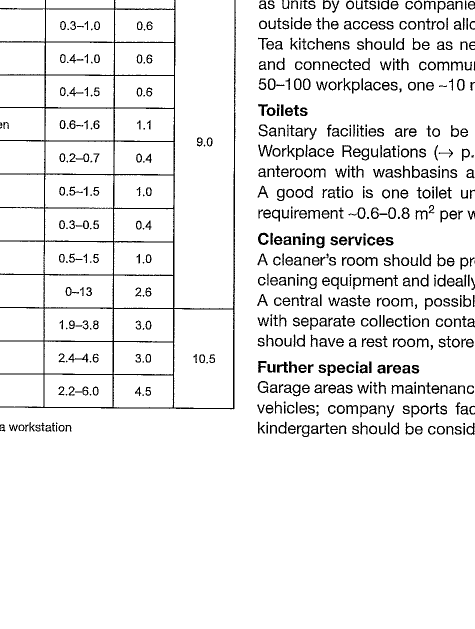 0.3–1.0 0.6
0.4–1.0 0.6
0.4–1.5 0.6
en 0.6–1.6 1.1
9.0
0.2–0.7 0.4
0.5–1.5 1.0
0.3–0.5 0.4
0.5–1.5 1.0
0–13 2.6
1.9–3.8 3.0
2.4–4.6 3.0 10.5
2.2–6.0 4.5
a workstation
as units by outside companie
outside the access control allo
Tea kitchens should be as ne
and connected with commu
50–100 workplaces, one ~10 r
Toilets
Sanitary facilities are to be
Workplace Regulations (→ p.
anteroom with washbasins a
A good ratio is one toilet un
requirement ~0.6–0.8 m² per w
Cleaning services
A cleaner's room should be pr
cleaning equipment and ideally
A central waste room, possibl
with separate collection conta
should have a rest room, store
Further special areas
Garage areas with maintenanc
vehicles; company sports fac
kindergarten should be consid